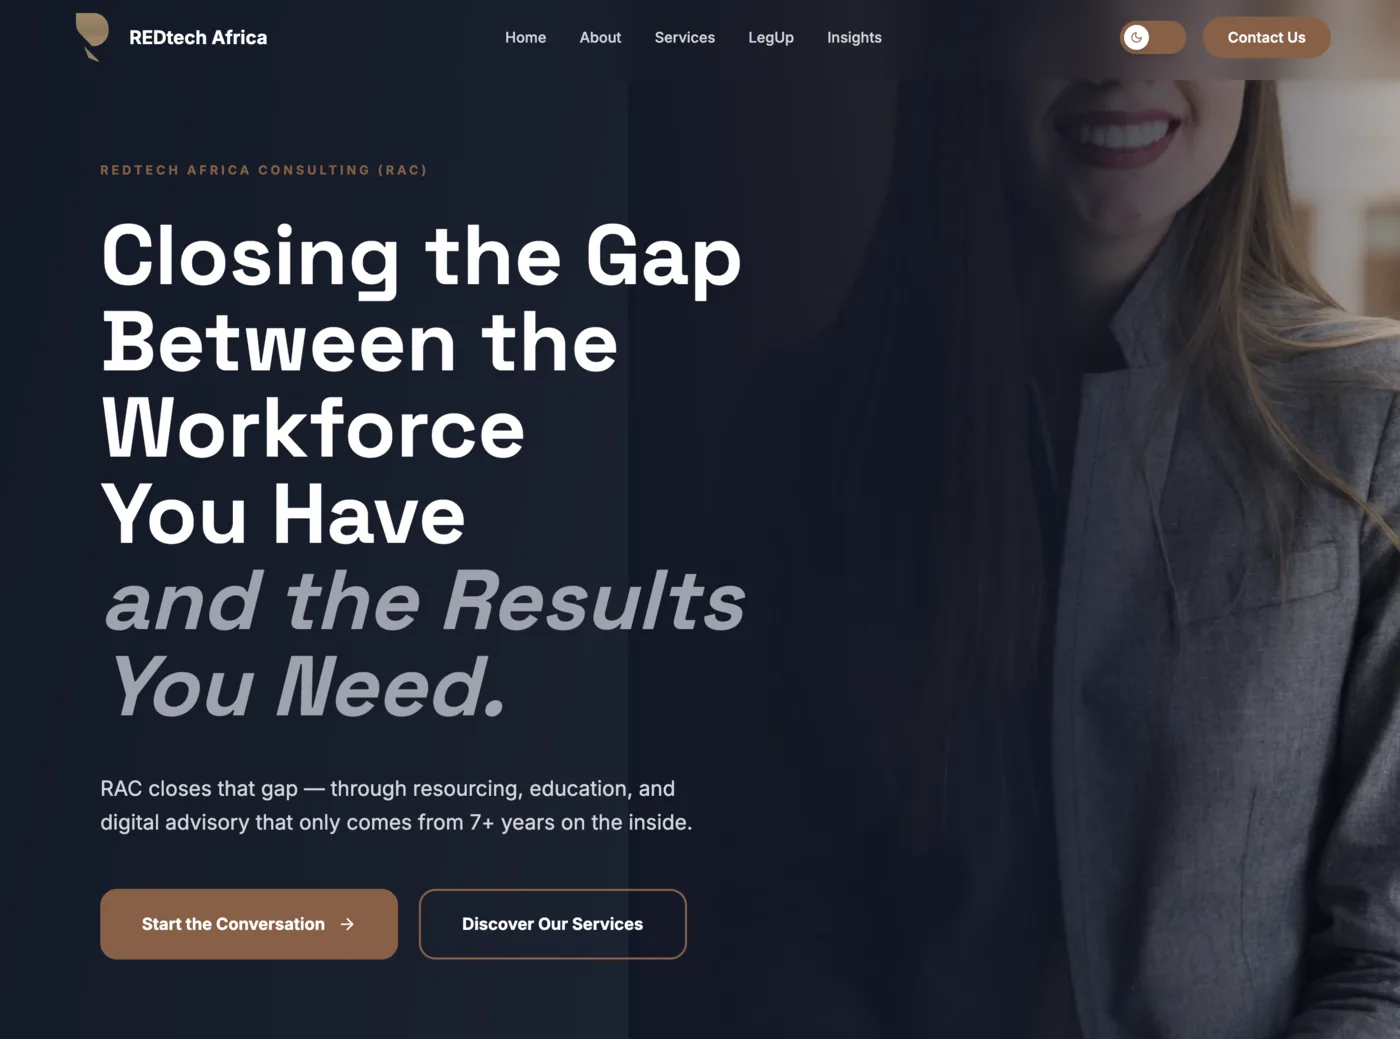 REDtech Africa
Home
About
Services
LegUp
Insights
Contact Us
REDTECH AFRICA CONSULTING (RAC)
Closing the Gap
Between the
Workforce
You Have
and the Results
You Need.
RAC closes that gap — through resourcing, education, and
digital advisory that only comes from 7+ years on the inside.
Start the Conversation →
Discover Our Services